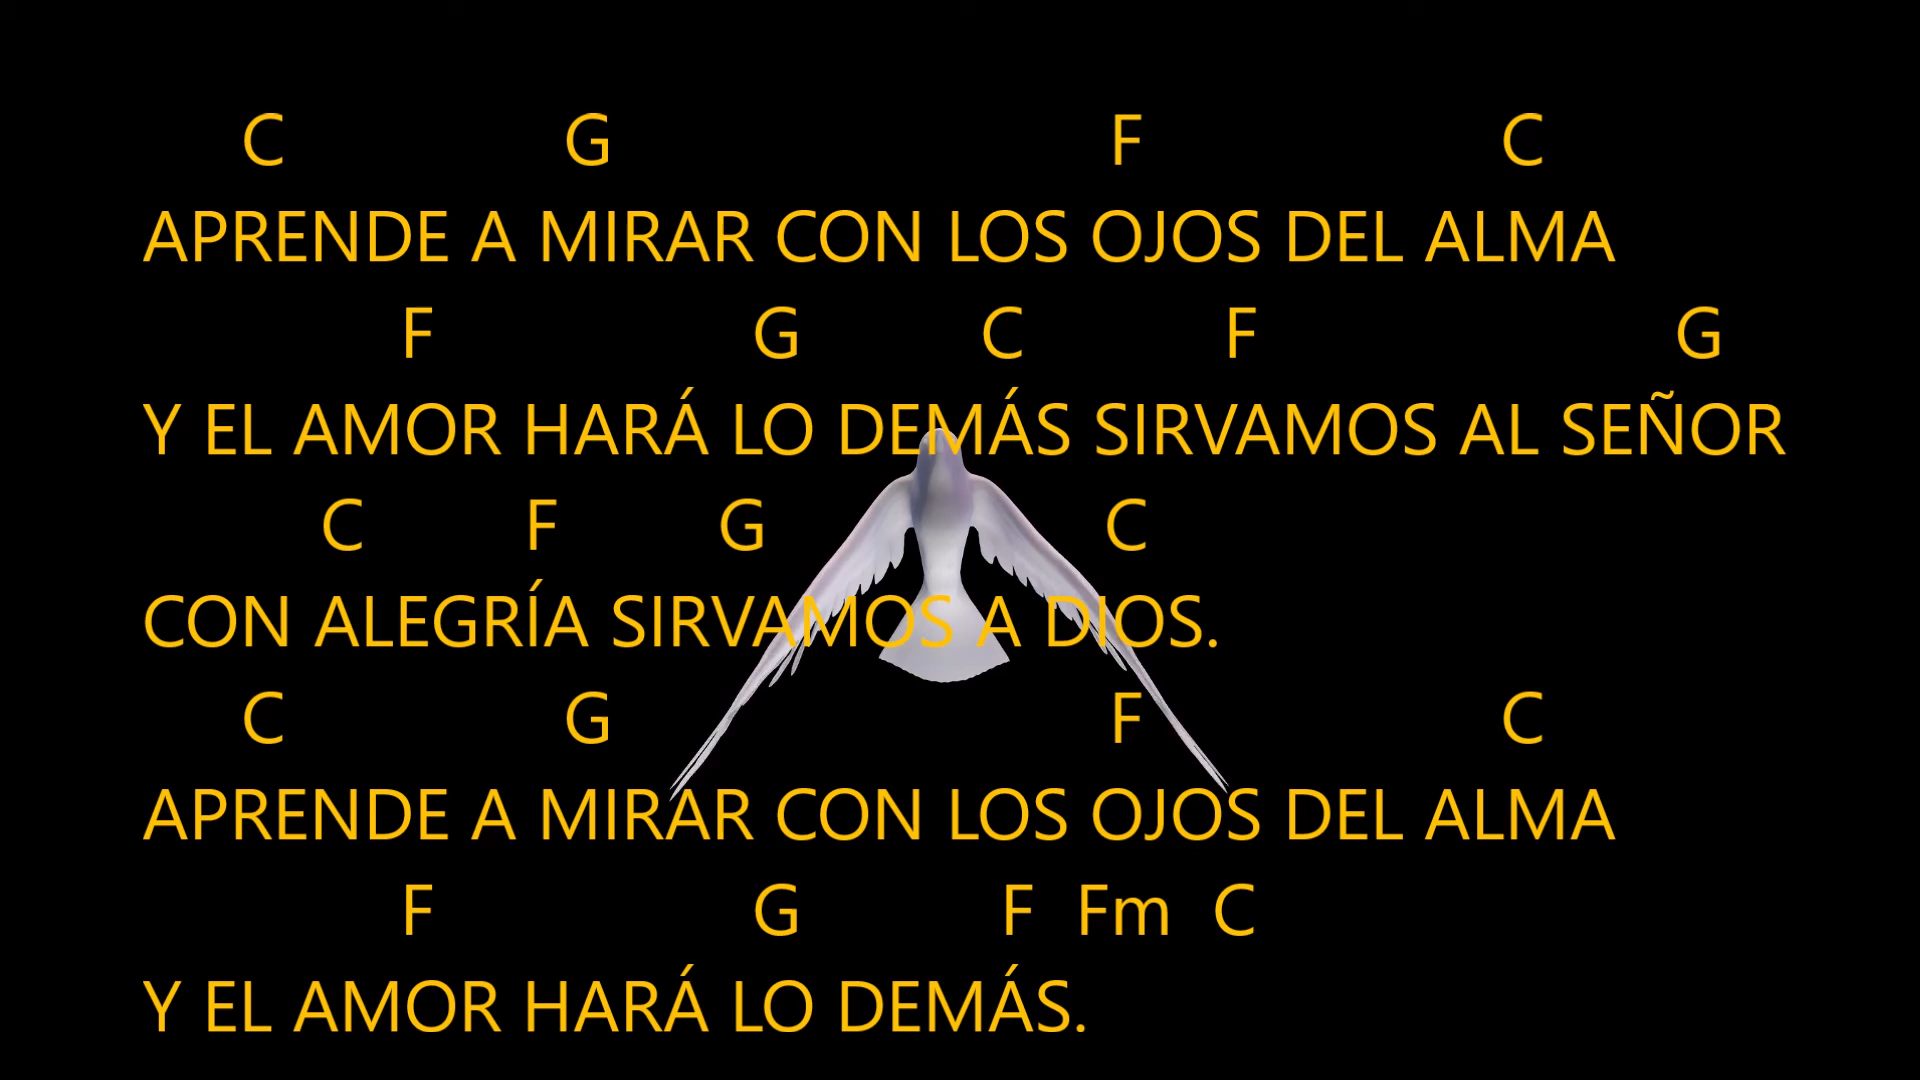 C G F C
APRENDE A MIRAR CON LOS OJOS DEL ALMA
F G C F G
Y EL AMOR HARÁ LO DEMÁS SIRVAMOS AL SEÑOR
C F G C
CON ALEGRÍA SIRVAMOS A DIOS.
C G F C
APRENDE A MIRAR CON LOS OJOS DEL ALMA
F G F Fm C
Y EL AMOR HARÁ LO DEMÁS.